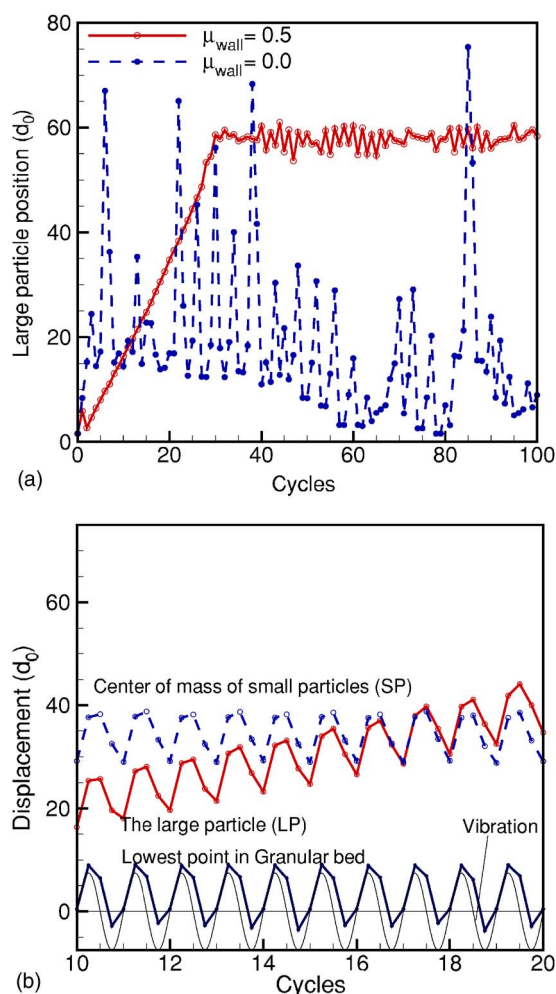 80
μwall= 0.5
μwall= 0.0
60
40
20
0
Large particle position (d0)
0 20 40 60 80 100
Cycles
(a)
60
40
20
0
Displacement (d0)
Center of mass of small particles (SP)
The large particle (LP)
Vibration
Lowest point in Granular bed
10 12 14 16 18 20
Cycles
(b)